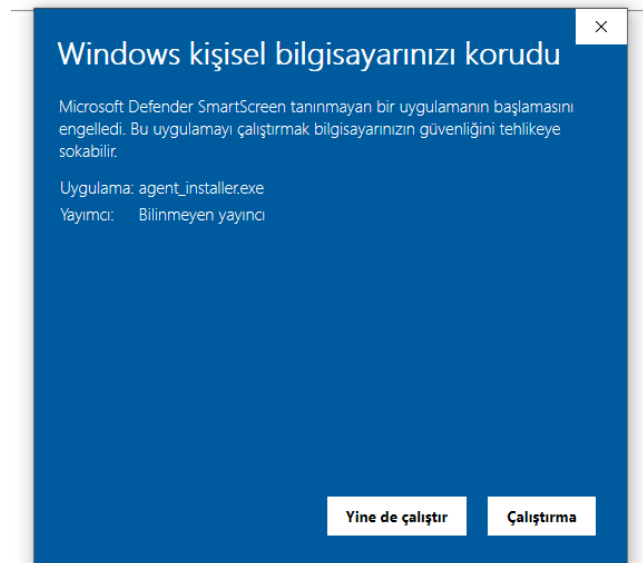 Windows kişisel bilgisayarınızı korudu
Microsoft Defender SmartScreen tanınmayan bir uygulamanın başlamasını
engelledi. Bu uygulamayı çalıştırmak bilgisayarınızın güvenliğini tehlikeye
sokabilir.
Uygulama: agent_installer.exe
Yayımcı: Bilinmeyen yayıncı
Yine de çalıştır Çalıştırma